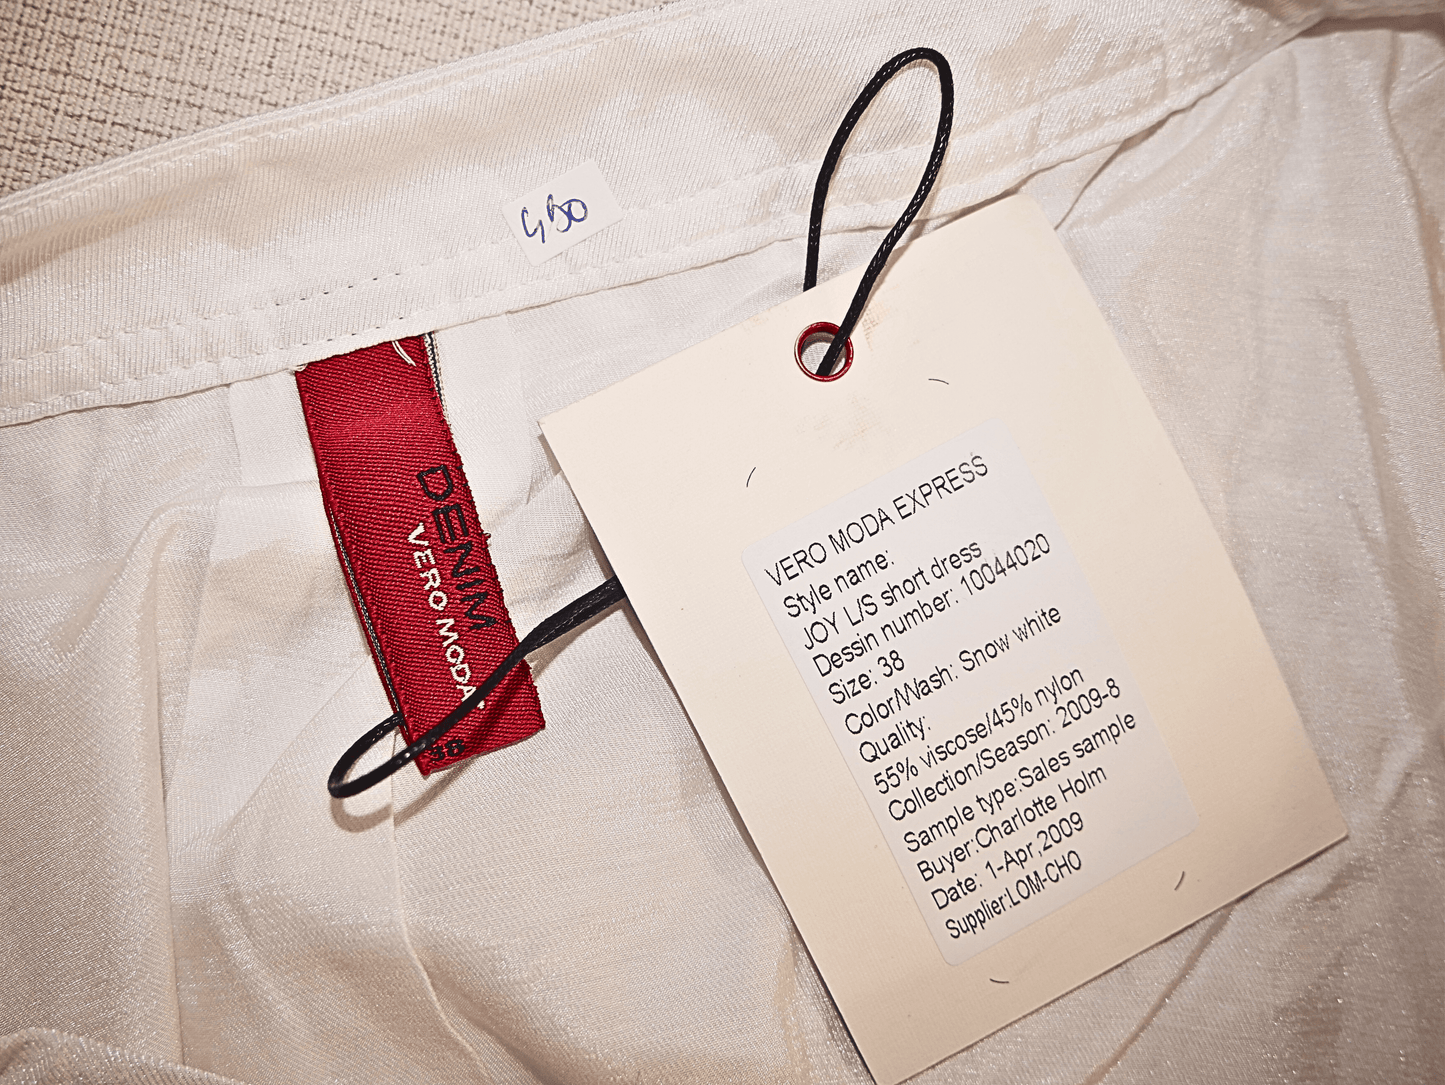 450
DENIM
VERO MODA
38
VERO MODA EXPRESS
Style name:
JOY L/S short dress
Dessin number: 10044020
Size: 38
Color/Wash: Snow white
Quality:
55% viscose/45% nylon
Collection/Season: 2009-8
Sample type:Sales sample
Buyer:Charlotte Holm
Date: 1-Apr,2009
Supplier:LOM-CHO